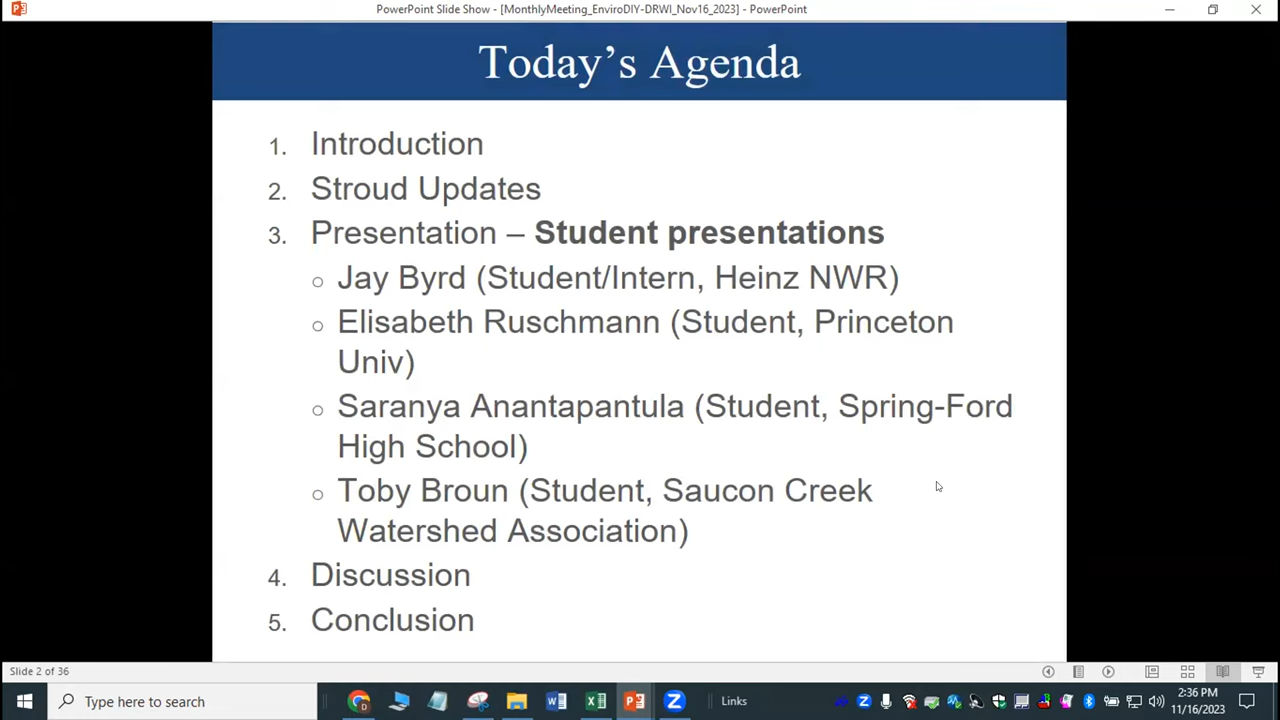 PowerPoint Slide Show - [MonthlyMeeting_EnviroDIY-DRWI_Nov16_2023] - PowerPoint
Today's Agenda
1. Introduction
2. Stroud Updates
3. Presentation – Student presentations
○ Jay Byrd (Student/Intern, Heinz NWR)
○ Elisabeth Ruschmann (Student, Princeton
Univ)
○ Saranya Anantapantula (Student, Spring-Ford
High School)
○ Toby Broun (Student, Saucon Creek
Watershed Association)
4. Discussion
5. Conclusion
Slide 2 of 36
Type here to search
Links
2:36 PM
11/16/2023